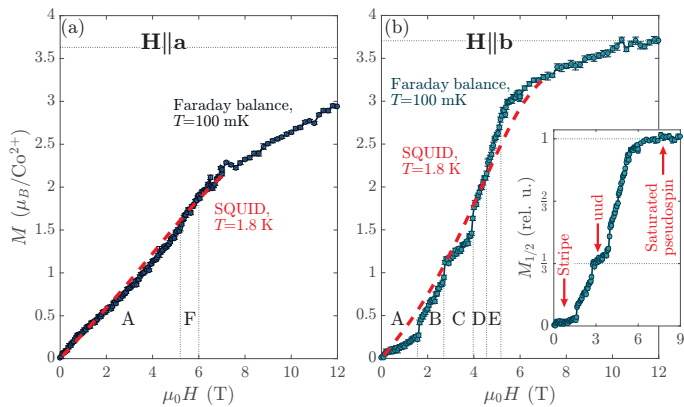 (a)
H||a
Faraday balance,
T=100 mK
SQUID,
T=1.8 K
A
F
4
3.5
3
2.5
2
1.5
1
0.5
0
0 2 4 6 8 10 12
M (μB/Co2+)
μ0H (T)
(b)
H||b
Faraday balance,
T=100 mK
SQUID,
T=1.8 K
A B C D E
4
3.5
3
2.5
2
1.5
1
0.5
0
0 2 4 6 8 10 12
μ0H (T)
M1/2 (rel. u.)
1
2/3
1/3
0
0 3 6 9
Stripe
uud
Saturated
pseudospin